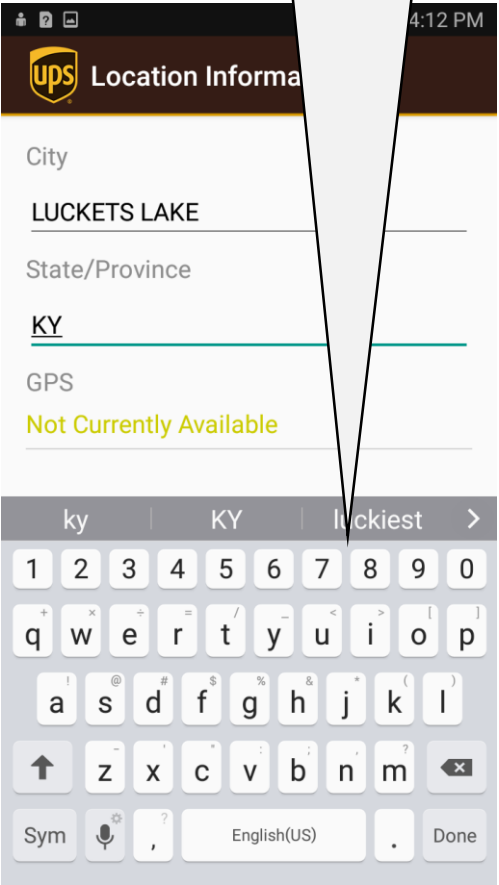 4:12 PM
ups Location Informa
City
LUCKETS LAKE
State/Province
KY
GPS
Not Currently Available
ky KY luckiest >
1 2 3 4 5 6 7 8 9 0
+ × ÷ = / _ < > [ ]
q w e r t y u i o p
! @ # $ % & * ( )
a s d f g h j k l
- ' " : ; , ?
z x c v b n m
?
Sym , English(US) . Done